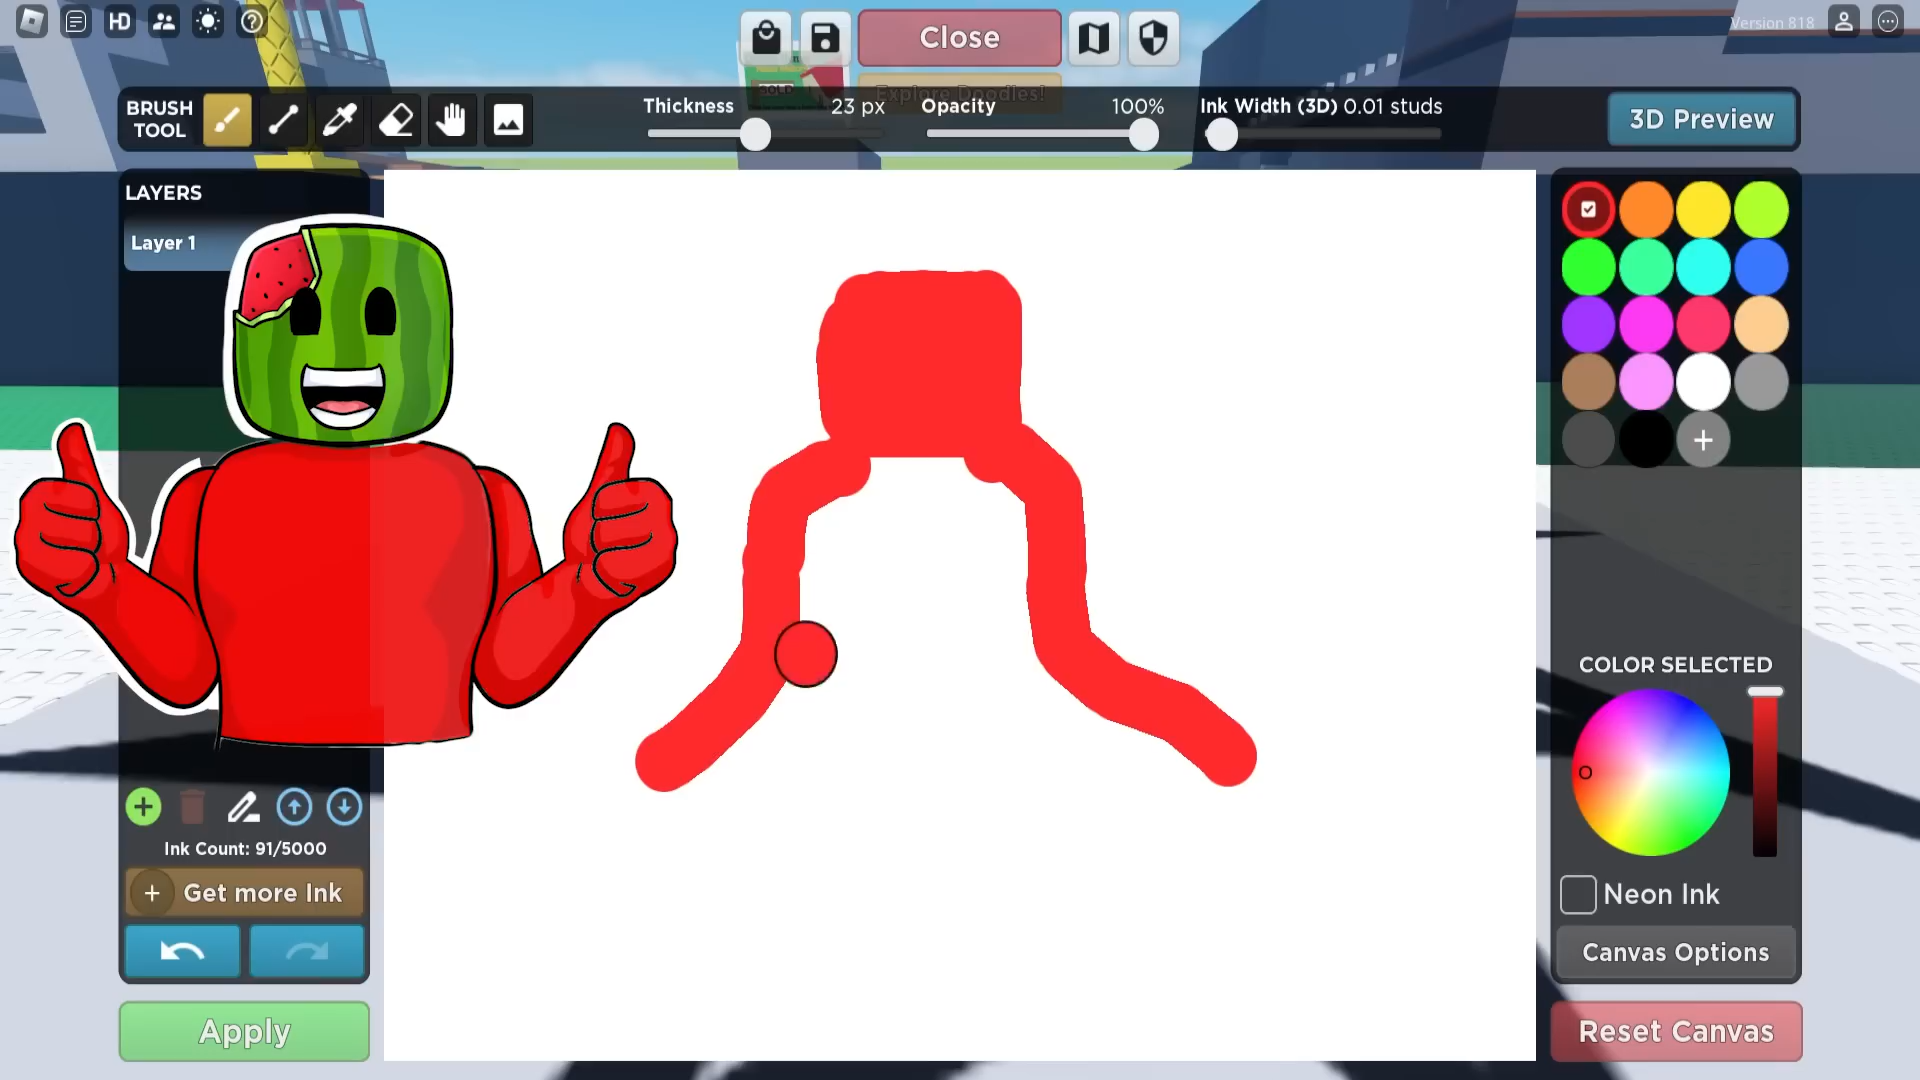 HD
Close
Version 818
SOLD
Explore Doodles!
BRUSH
TOOL
Thickness 23 px
Opacity 100%
Ink Width (3D) 0.01 studs
3D Preview
LAYERS
Layer 1
COLOR SELECTED
Ink Count: 91/5000
+ Get more Ink
Neon Ink
Canvas Options
Apply
Reset Canvas